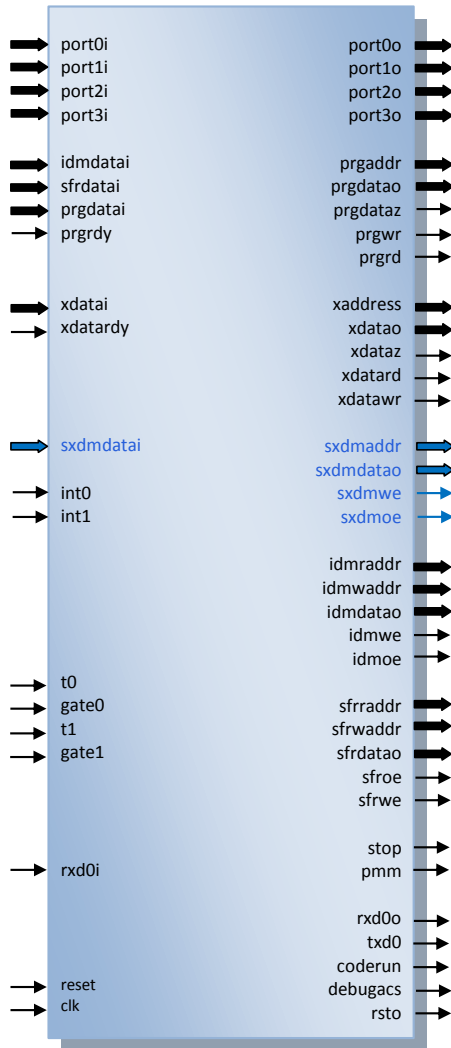 port0i
port1i
port2i
port3i
idmdatai
sfrdatai
prgdatai
prgrdy
xdatai
xdatardy
sxdmdatai
int0
int1
t0
gate0
t1
gate1
rxd0i
reset
clk
port0o
port1o
port2o
port3o
prgaddr
prgdatao
prgdataz
prgwr
prgrd
xaddress
xdatao
xdataz
xdatard
xdatawr
sxdmaddr
sxdmdatao
sxdmwe
sxdmoe
idmraddr
idmwaddr
idmdatao
idmwe
idmoe
sfrraddr
sfrwaddr
sfrdatao
sfroe
sfrwe
stop
pmm
rxd0o
txd0
coderun
debugacs
rsto